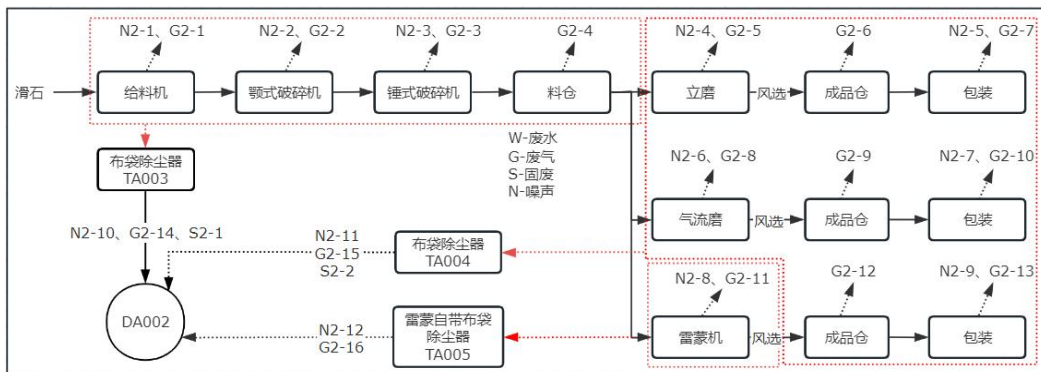 N2-1、G2-1
N2-2、G2-2
N2-3、G2-3
G2-4
N2-4、G2-5
G2-6
N2-5、G2-7
滑石
给料机
颚式破碎机
锤式破碎机
料仓
立磨
风选
成品仓
包装
W-废水
G-废气
S-固废
N-噪声
布袋除尘器
TA003
N2-6、G2-8
G2-9
N2-7、G2-10
气流磨
风选
成品仓
包装
N2-10、G2-14、S2-1
N2-11
G2-15
S2-2
布袋除尘器
TA004
N2-8、G2-11
G2-12
N2-9、G2-13
DA002
N2-12
G2-16
雷蒙自带布袋
除尘器
TA005
雷蒙机
风选
成品仓
包装